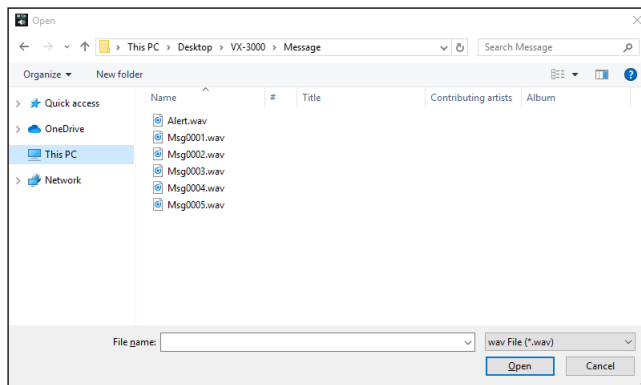 Open
This PC > Desktop > VX-3000 > Message
Search Message
Organize
New folder
Name # Title Contributing artists Album
Quick access
OneDrive
This PC
Network
Alert.wav
Msg0001.wav
Msg0002.wav
Msg0003.wav
Msg0004.wav
Msg0005.wav
File name:
wav File (*.wav)
Open
Cancel